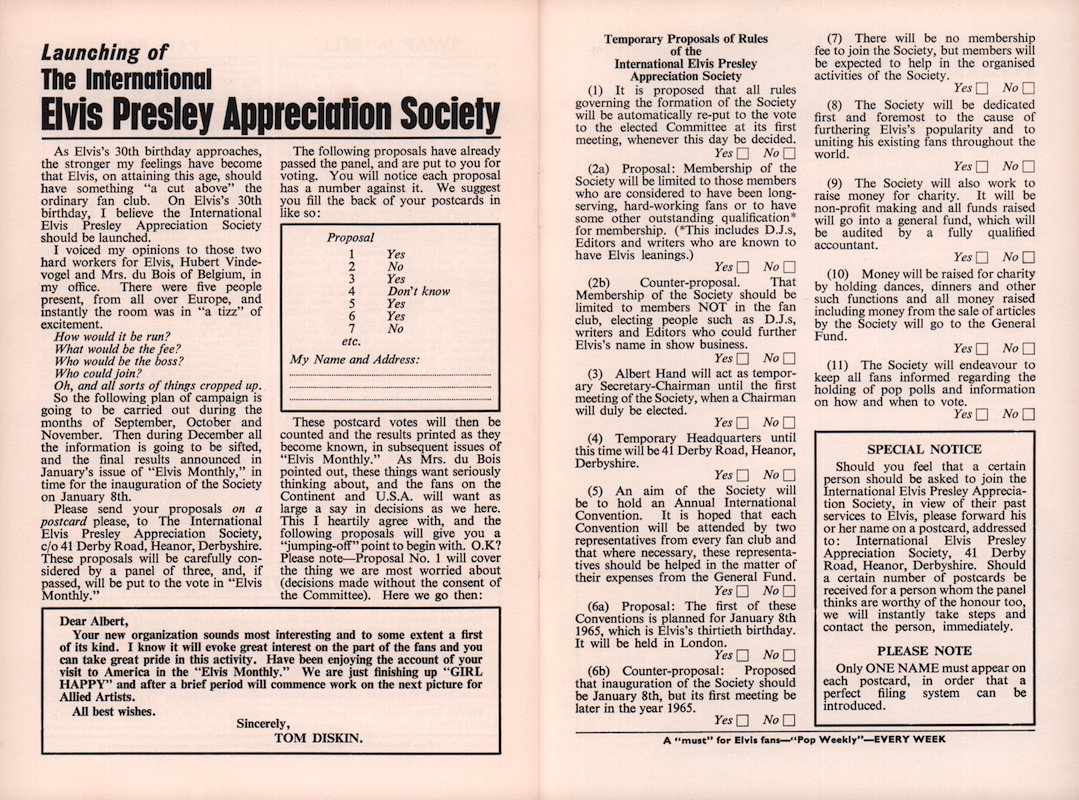 Launching of
The International
Elvis Presley Appreciation Society
As Elvis's 30th birthday approaches,
the stronger my feelings have become
that Elvis, on attaining this age, should
have something "a cut above" the
ordinary fan club. On Elvis's 30th
birthday, I believe the International
Elvis Presley Appreciation Society
should be launched.
I voiced my opinions to those two
hard workers for Elvis, Hubert Vinde-
vogel and Mrs. du Bois of Belgium, in
my office. There were five people
present, from all over Europe, and
instantly the room was in "a tizz" of
excitement.
How would it be run?
What would be the fee?
Who would be the boss?
Who could join?
Oh, and all sorts of things cropped up.
So the following plan of campaign is
going to be carried out during the
months of September, October and
November. Then during December all
the information is going to be sifted,
and the final results announced in
January's issue of "Elvis Monthly," in
time for the inauguration of the Society
on January 8th.
Please send your proposals on a
postcard please, to The International
Elvis Presley Appreciation Society,
c/o 41 Derby Road, Heanor, Derbyshire.
These proposals will be carefully con-
sidered by a panel of three, and, if
passed, will be put to the vote in "Elvis
Monthly."
The following proposals have already
passed the panel, and are put to you for
voting. You will notice each proposal
has a number against it. We suggest
you fill the back of your postcards in
like so:
Proposal
1 Yes
2 No
3 Yes
4 Don't know
5 Yes
6 Yes
7 No
etc.
My Name and Address:
These postcard votes will then be
counted and the results printed as they
become known, in subsequent issues of
"Elvis Monthly." As Mrs. du Bois
pointed out, these things want seriously
thinking about, and the fans on the
Continent and U.S.A. will want as
large a say in decisions as we here.
This I heartily agree with, and the
following proposals will give you a
"jumping-off" point to begin with. O.K?
Please note—Proposal No. 1 will cover
the thing we are most worried about
(decisions made without the consent of
the Committee). Here we go then:
Dear Albert,
Your new organization sounds most interesting and to some extent a first
of its kind. I know it will evoke great interest on the part of the fans and you
can take great pride in this activity. Have been enjoying the account of your
visit to America in the "Elvis Monthly." We are just finishing up "GIRL
HAPPY" and after a brief period will commence work on the next picture for
Allied Artists.
All best wishes.
Sincerely,
TOM DISKIN.
Temporary Proposals of Rules
of the
International Elvis Presley
Appreciation Society
(1) It is proposed that all rules
governing the formation of the Society
will be automatically re-put to the vote
to the elected Committee at its first
meeting, whenever this day be decided.
Yes No
(2a) Proposal: Membership of the
Society will be limited to those members
who are considered to have been long-
serving, hard-working fans or to have
some other outstanding qualification*
for membership. (*This includes D.J.s,
Editors and writers who are known to
have Elvis leanings.)
Yes No
(2b) Counter-proposal. That
Membership of the Society should be
limited to members NOT in the fan
club, electing people such as D.J.s,
writers and Editors who could further
Elvis's name in show business.
Yes No
(3) Albert Hand will act as tempor-
ary Secretary-Chairman until the first
meeting of the Society, when a Chairman
will duly be elected.
Yes No
(4) Temporary Headquarters until
this time will be 41 Derby Road, Heanor,
Derbyshire.
Yes No
(5) An aim of the Society will
be to hold an Annual International
Convention. It is hoped that each
Convention will be attended by two
representatives from every fan club and
that where necessary, these representa-
tives should be helped in the matter of
their expenses from the General Fund.
Yes No
(6a) Proposal: The first of these
Conventions is planned for January 8th
1965, which is Elvis's thirtieth birthday.
It will be held in London.
Yes No
(6b) Counter-proposal: Proposed
that inauguration of the Society should
be January 8th, but its first meeting be
later in the year 1965.
Yes No
(7) There will be no membership
fee to join the Society, but members will
be expected to help in the organised
activities of the Society.
Yes No
(8) The Society will be dedicated
first and foremost to the cause of
furthering Elvis's popularity and to
uniting his existing fans throughout the
world.
Yes No
(9) The Society will also work to
raise money for charity. It will be
non-profit making and all funds raised
will go into a general fund, which will
be audited by a fully qualified
accountant.
Yes No
(10) Money will be raised for charity
by holding dances, dinners and other
such functions and all money raised
including money from the sale of articles
by the Society will go to the General
Fund.
Yes No
(11) The Society will endeavour to
keep all fans informed regarding the
holding of pop polls and information
on how and when to vote.
Yes No
SPECIAL NOTICE
Should you feel that a certain
person should be asked to join the
International Elvis Presley Apprecia-
tion Society, in view of their past
services to Elvis, please forward his
or her name on a postcard, addressed
to: International Elvis Presley
Appreciation Society, 41 Derby
Road, Heanor, Derbyshire. Should
a certain number of postcards be
received for a person whom the panel
thinks are worthy of the honour too,
we will instantly take steps and
contact the person, immediately.
PLEASE NOTE
Only ONE NAME must appear on
each postcard, in order that a
perfect filing system can be
introduced.
A "must" for Elvis fans—"Pop Weekly"—EVERY WEEK